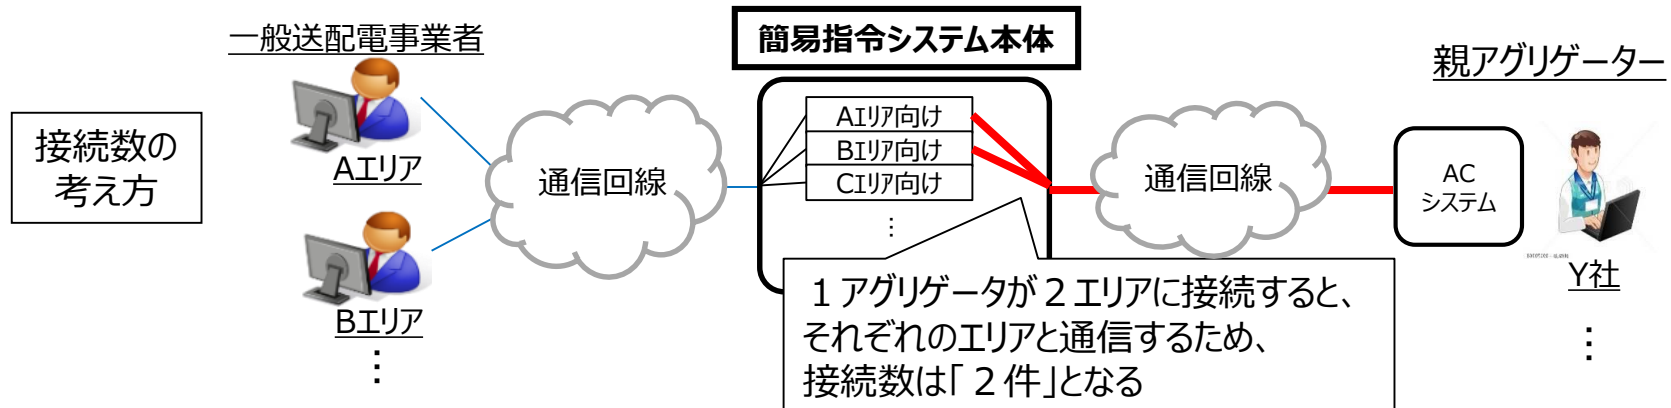 接続数の
考え方
一般送配電事業者
Aエリア
Bエリア
⋮
通信回線
簡易指令システム本体
Aエリア向け
Bエリア向け
Cエリア向け
⋮
１アグリゲータが２エリアに接続すると、
それぞれのエリアと通信するため、
接続数は「２件」となる
通信回線
親アグリゲーター
AC
システム
Y社
⋮